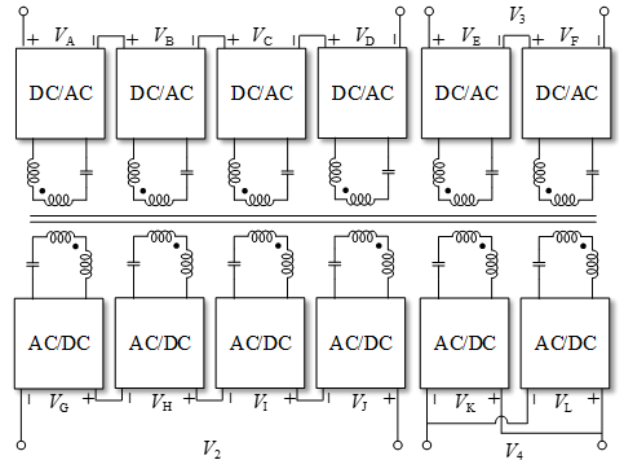 V3
+ VA − + VB − + VC − + VD − + VE − + VF −
DC/AC DC/AC DC/AC DC/AC DC/AC DC/AC
AC/DC AC/DC AC/DC AC/DC AC/DC AC/DC
− VG + − VH + − VI + − VJ + − VK + − VL +
V2 V4